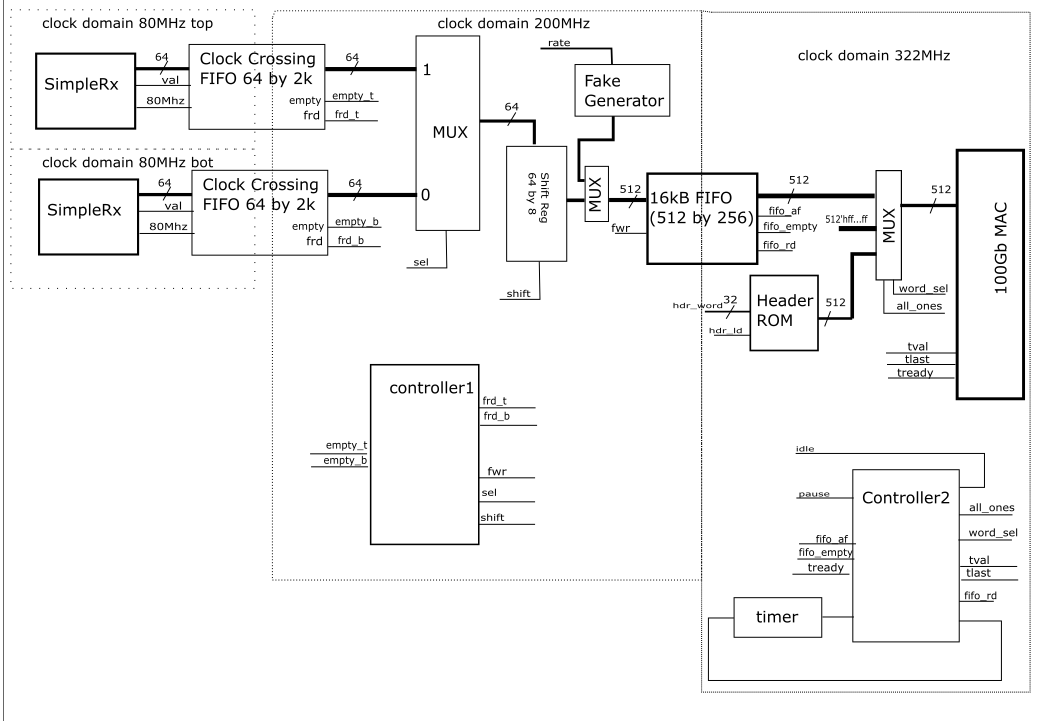 clock domain 80MHz top
clock domain 200MHz
clock domain 322MHz
SimpleRx
64
val
80Mhz
Clock Crossing
FIFO 64 by 2k
empty
frd
64
empty_t
frd_t
clock domain 80MHz bot
SimpleRx
64
val
80Mhz
Clock Crossing
FIFO 64 by 2k
empty
frd
64
empty_b
frd_b
1
MUX
0
sel
64
Shift Reg
64 by 8
shift
rate
Fake
Generator
MUX
512
fwr
16kB FIFO
(512 by 256)
512
fifo_af
fifo_empty
fifo_rd
512'hff...ff
hdr_word
32
hdr_ld
Header
ROM
512
MUX
word_sel
all_ones
512
100Gb MAC
tval
tlast
tready
controller1
empty_t
empty_b
frd_t
frd_b
fwr
sel
shift
idle
pause
Controller2
fifo_af
fifo_empty
tready
all_ones
word_sel
tval
tlast
fifo_rd
timer